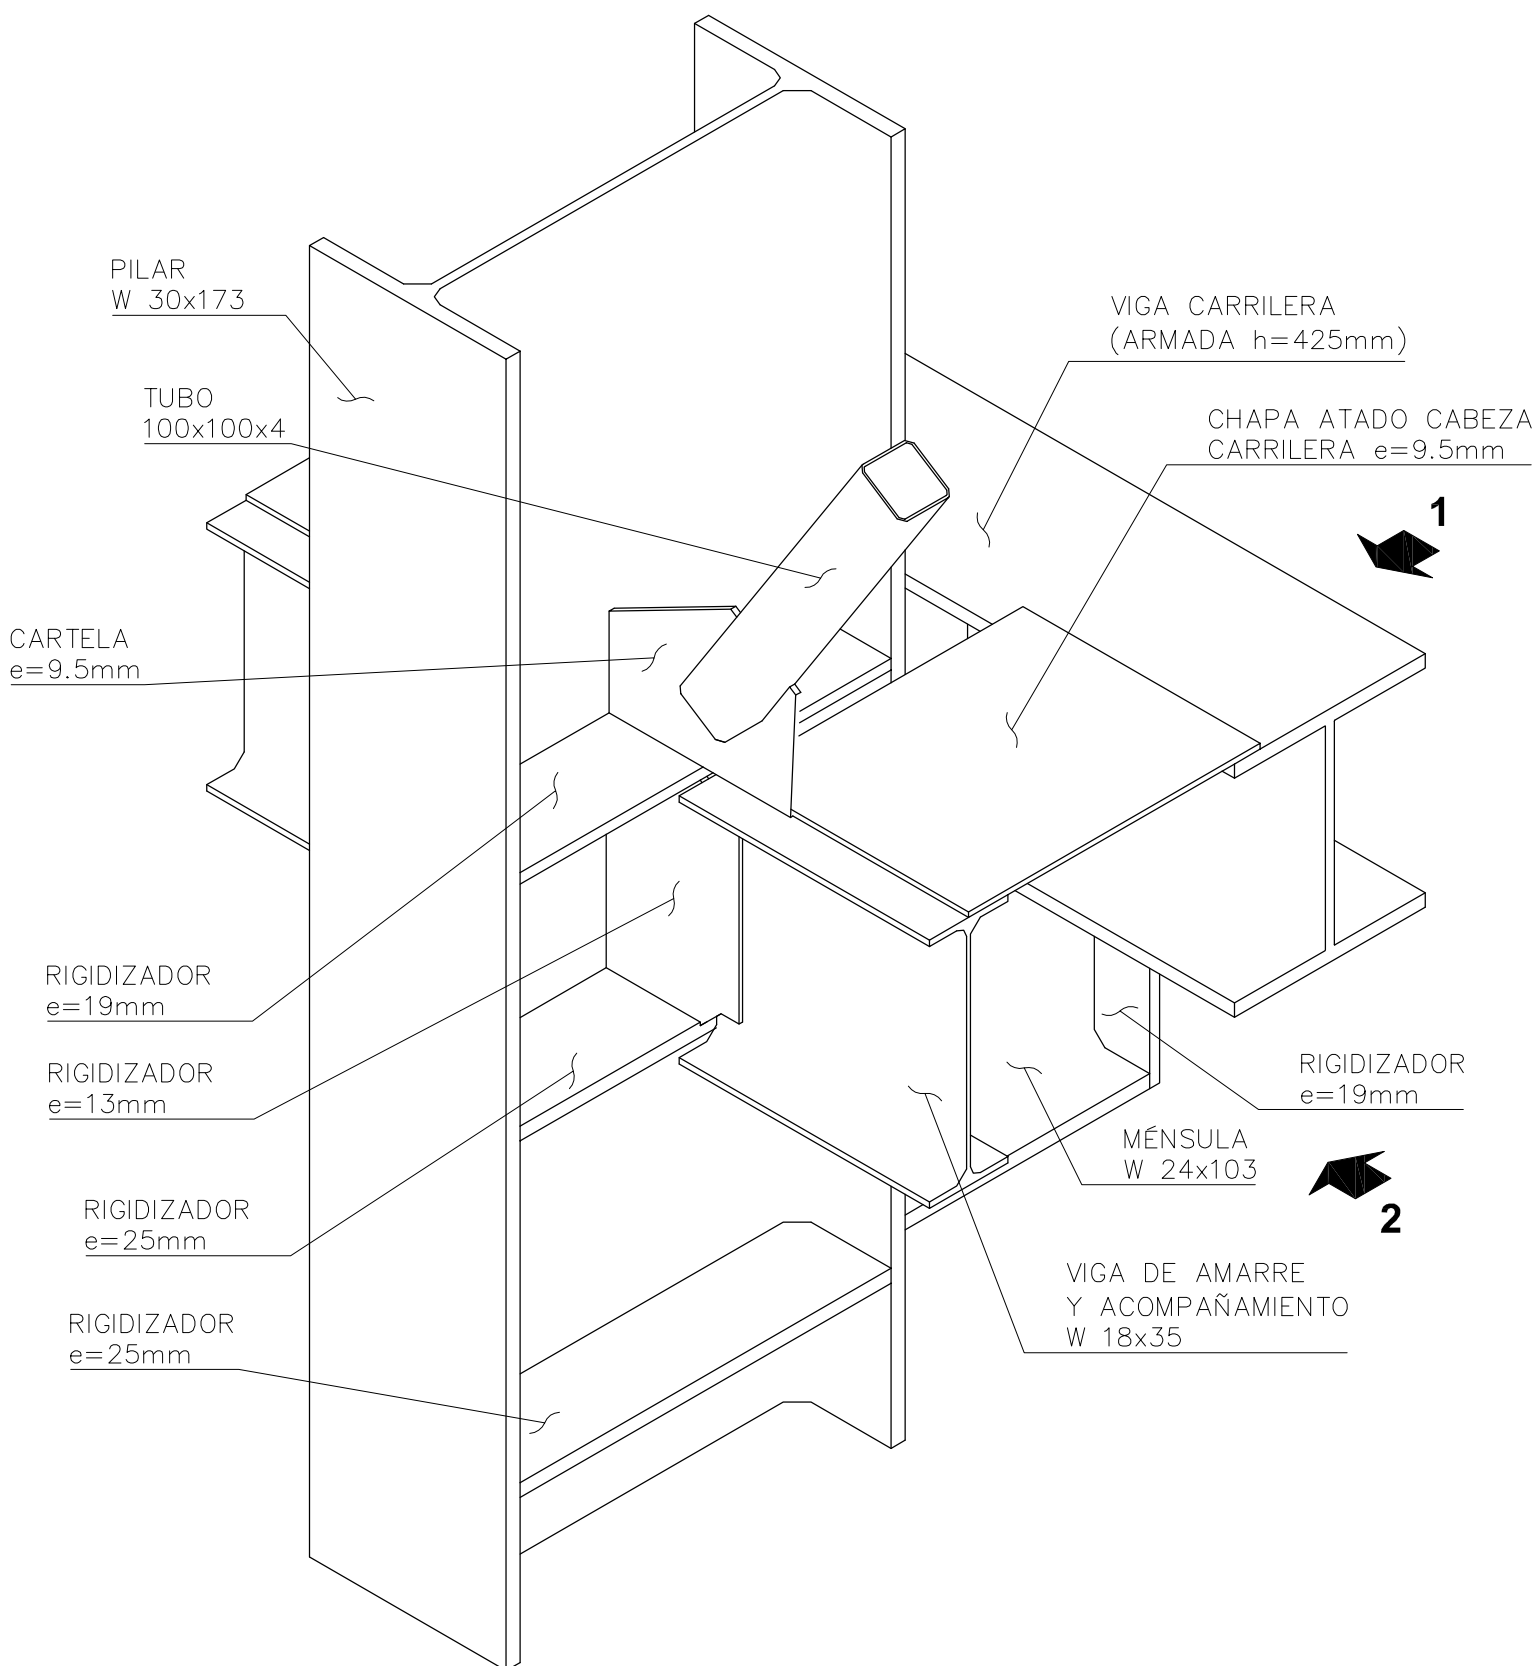 PILAR
W 30x173
TUBO
100x100x4
VIGA CARRILERA
(ARMADA h=425mm)
CHAPA ATADO CABEZA
CARRILERA e=9.5mm
1
CARTELA
e=9.5mm
RIGIDIZADOR
e=19mm
RIGIDIZADOR
e=13mm
RIGIDIZADOR
e=19mm
MÉNSULA
W 24x103
2
RIGIDIZADOR
e=25mm
VIGA DE AMARRE
Y ACOMPAÑAMIENTO
W 18x35
RIGIDIZADOR
e=25mm